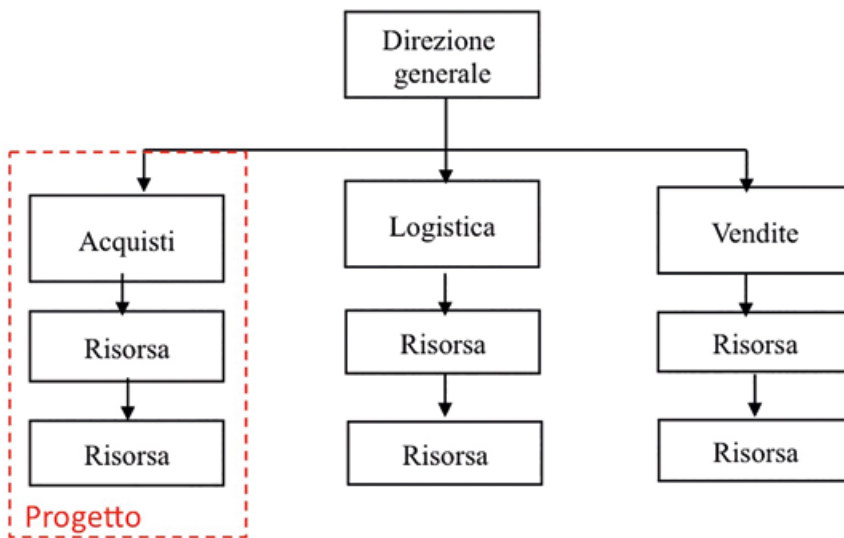 Direzione
generale
Acquisti
Logistica
Vendite
Risorsa
Risorsa
Risorsa
Risorsa
Risorsa
Risorsa
Progetto